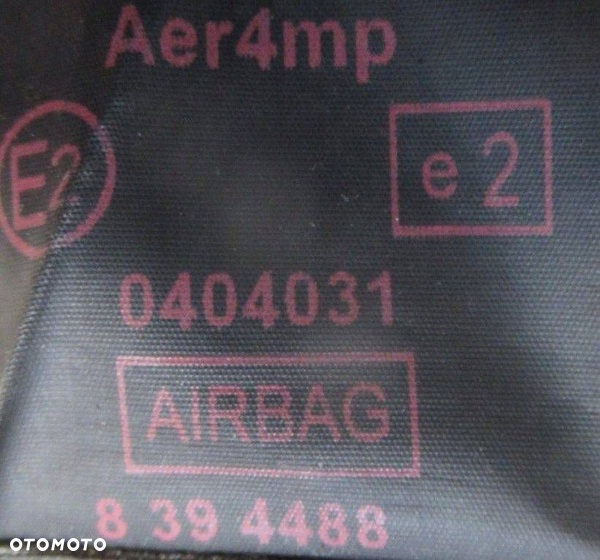 Aer4mp
E2
e 2
0404031
AIRBAG
8 39 4488
OTOMOTO